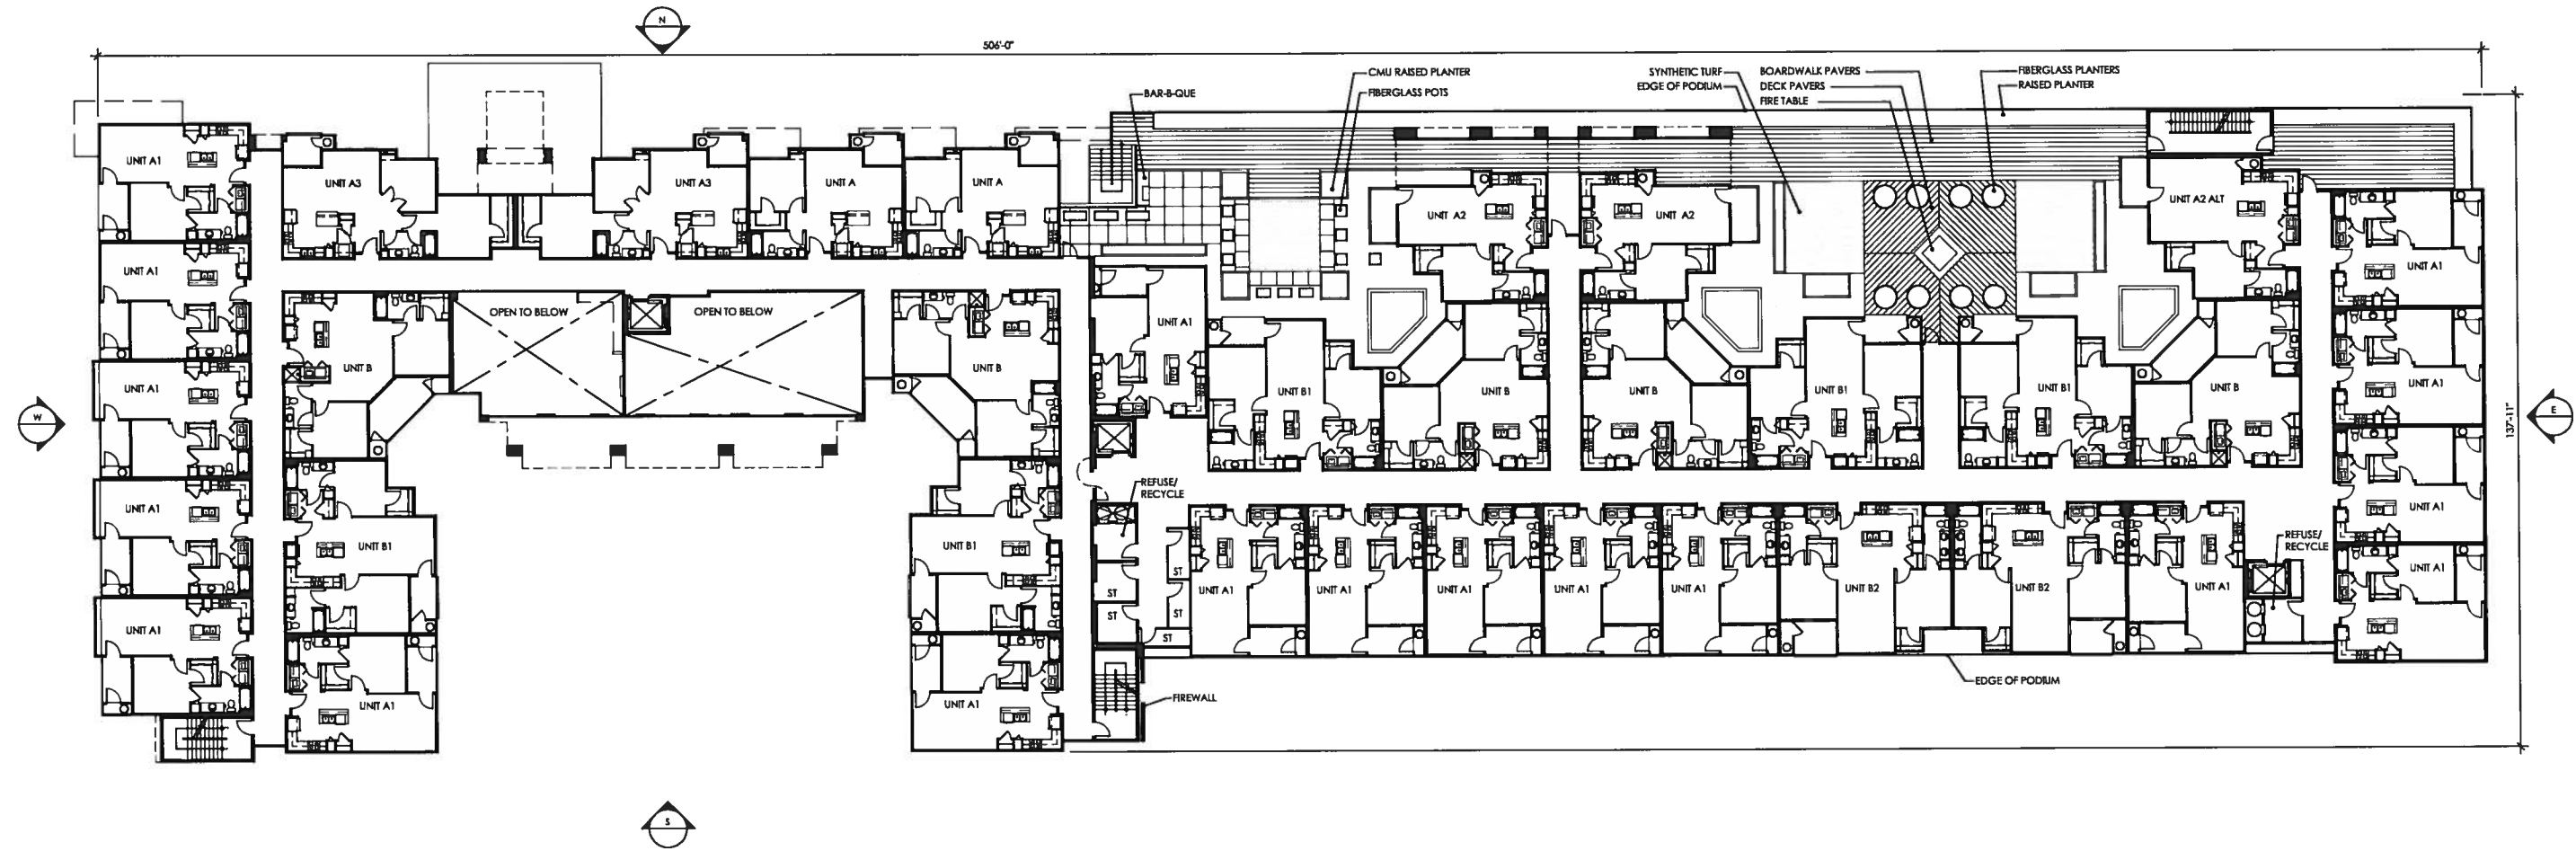 N
506'-0"
CMU RAISED PLANTER
FIBERGLASS POTS
BAR-B-QUE
SYNTHETIC TURF
EDGE OF PODIUM
BOARDWALK PAVERS
DECK PAVERS
FIRE TABLE
FIBERGLASS PLANTERS
RAISED PLANTER
UNIT A1
UNIT A3
UNIT A3
UNIT A
UNIT A
UNIT A2
UNIT A2
UNIT A2 ALT
UNIT A1
UNIT A1
OPEN TO BELOW
OPEN TO BELOW
UNIT A1
UNIT B
UNIT B
UNIT A1
UNIT B1
UNIT B
UNIT B
UNIT B1
UNIT B1
UNIT B
UNIT A1
W
E
137'-11"
REFUSE/
RECYCLE
UNIT A1
UNIT A1
UNIT B1
UNIT B1
REFUSE/
RECYCLE
ST
ST
ST
ST
ST
UNIT A1
UNIT A1
UNIT A1
UNIT A1
UNIT A1
UNIT B2
UNIT B2
UNIT A1
UNIT A1
UNIT A1
UNIT A1
UNIT A1
FIREWALL
EDGE OF PODIUM
S